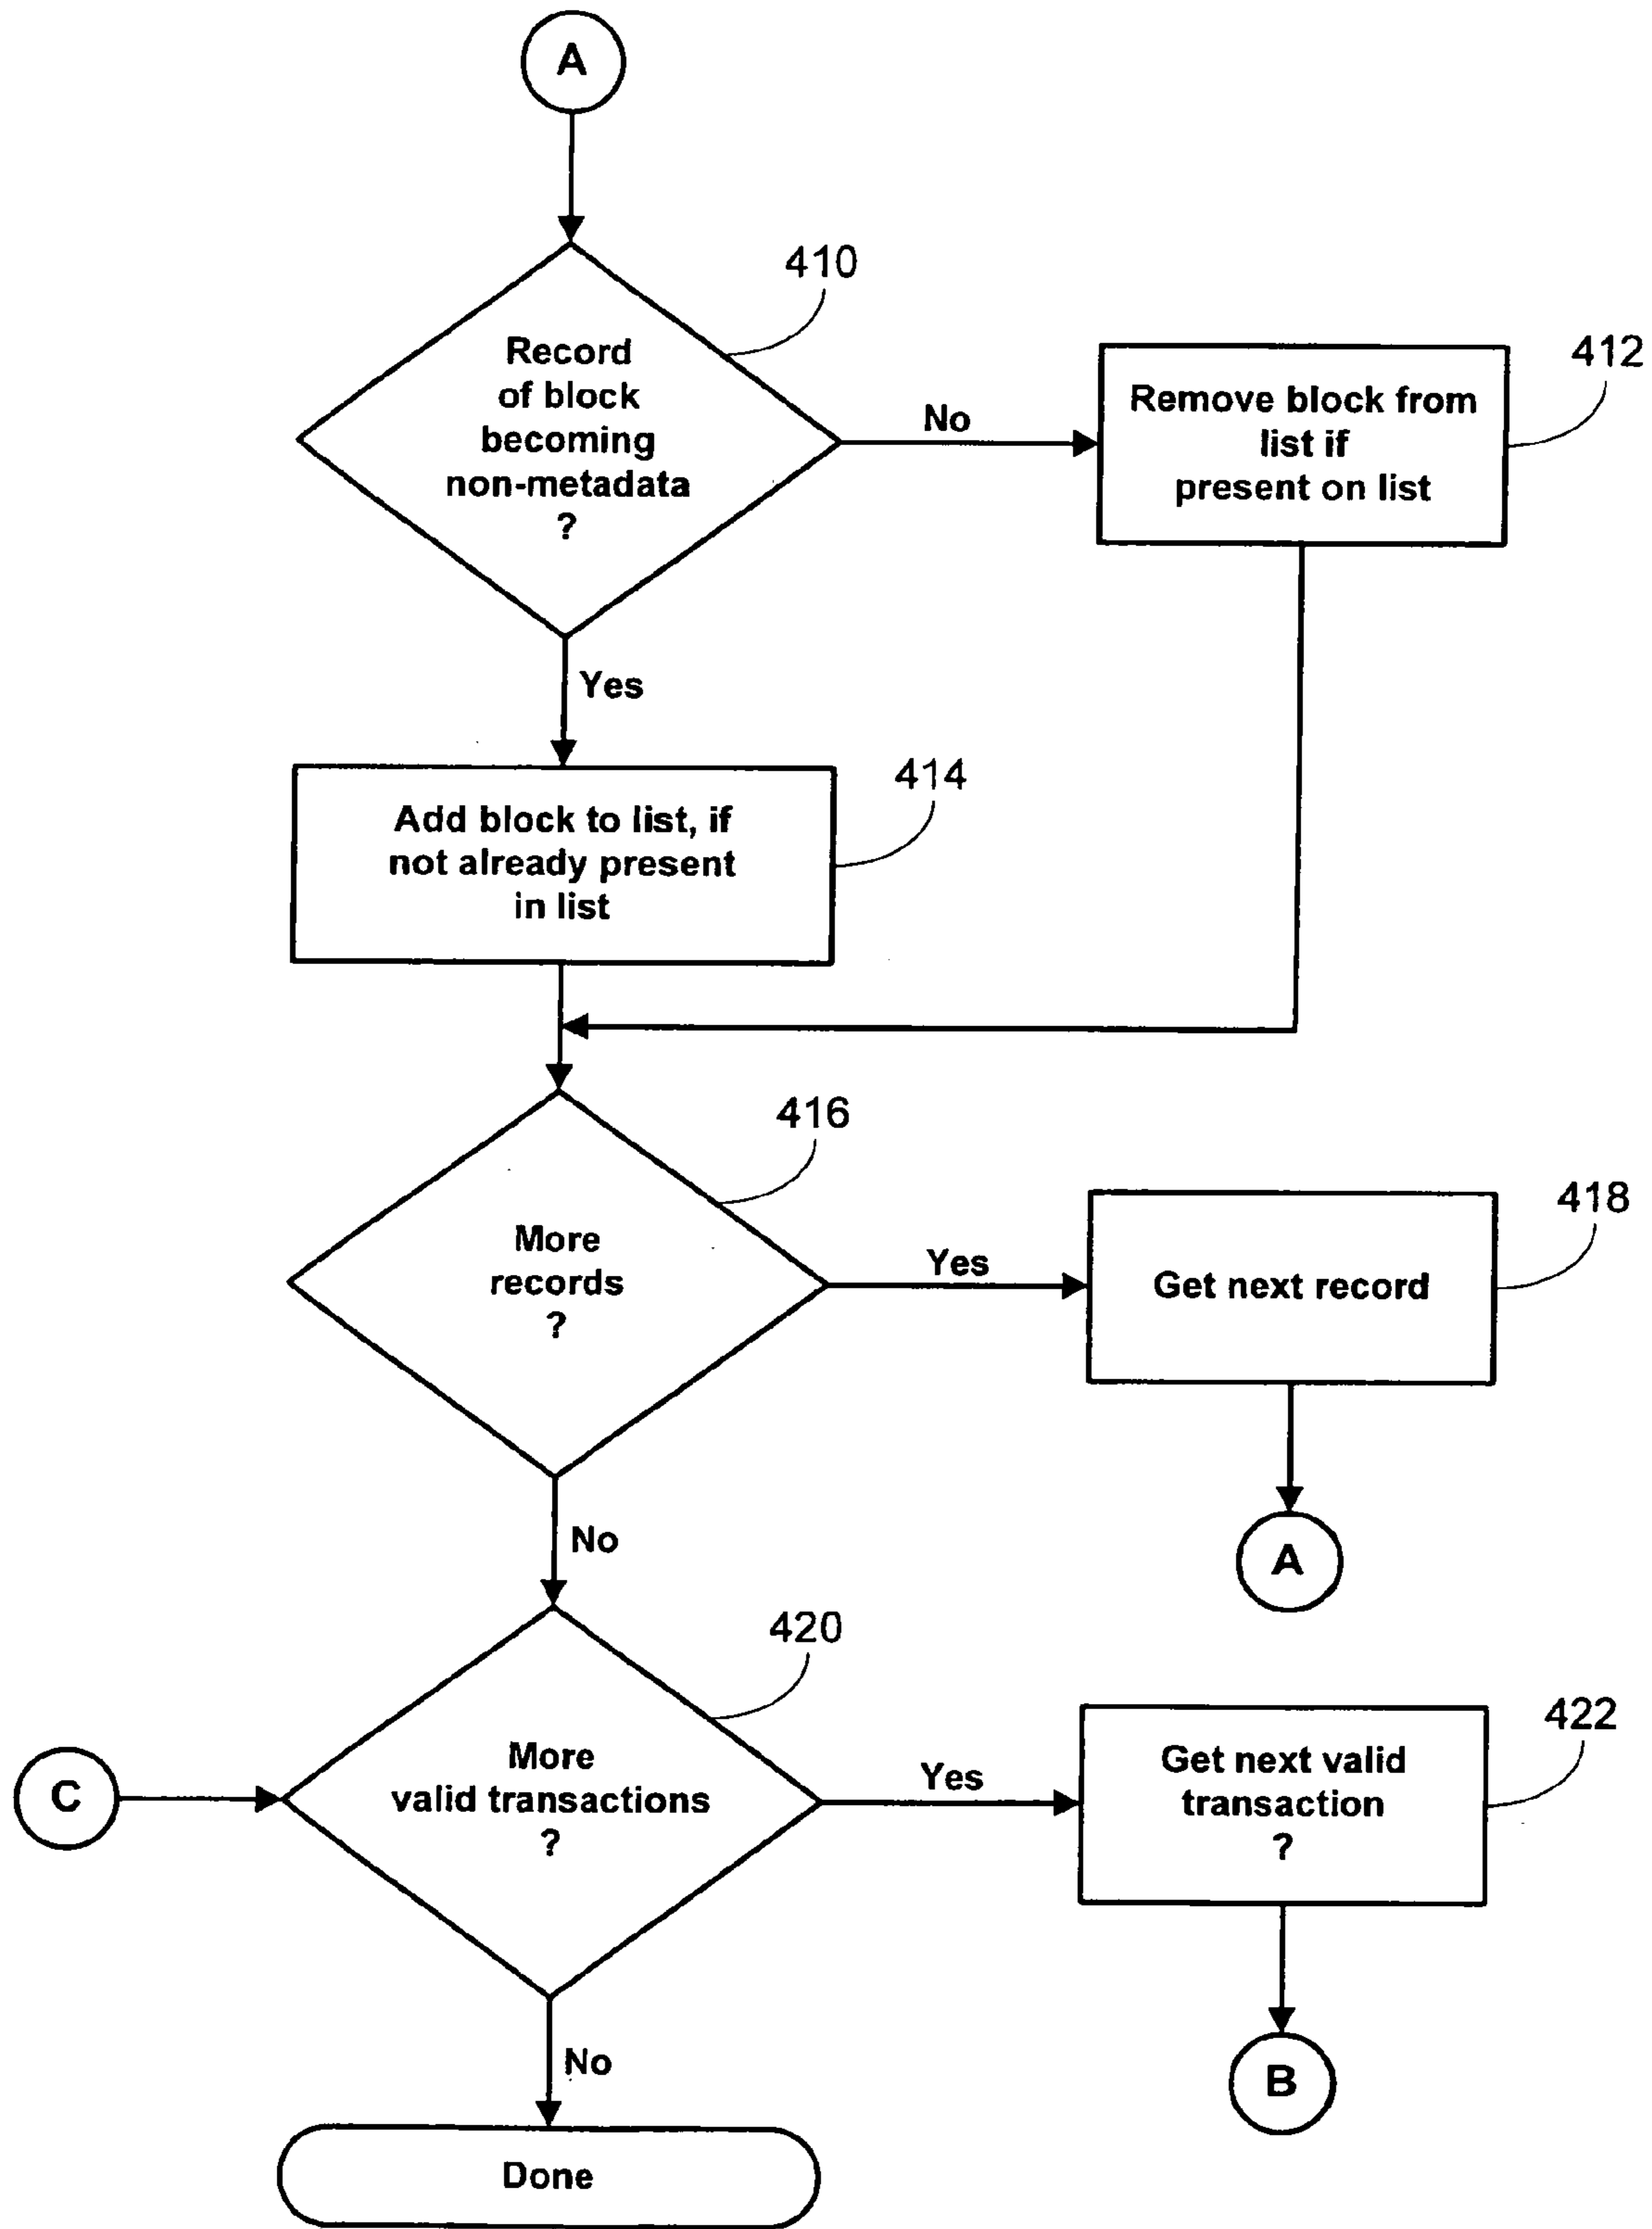 A
410
Record
of block
becoming
non-metadata
?
No
412
Remove block from
list if
present on list
Yes
414
Add block to list, if
not already present
in list
416
More
records
?
Yes
418
Get next record
A
No
420
C
More
valid transactions
?
Yes
422
Get next valid
transaction
?
B
No
Done